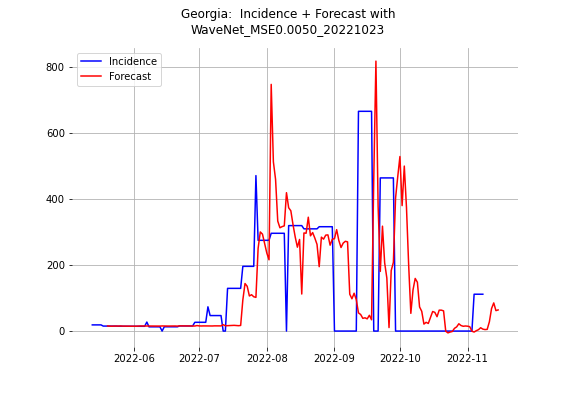 Georgia: Incidence + Forecast with
WaveNet_MSE0.0050_20221023
Incidence
Forecast
800
600
400
200
0
2022-06
2022-07
2022-08
2022-09
2022-10
2022-11